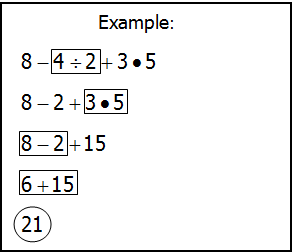 Example:
8 − 4 ÷ 2 + 3 • 5
8 − 2 + 3 • 5
8 − 2 + 15
6 + 15
21